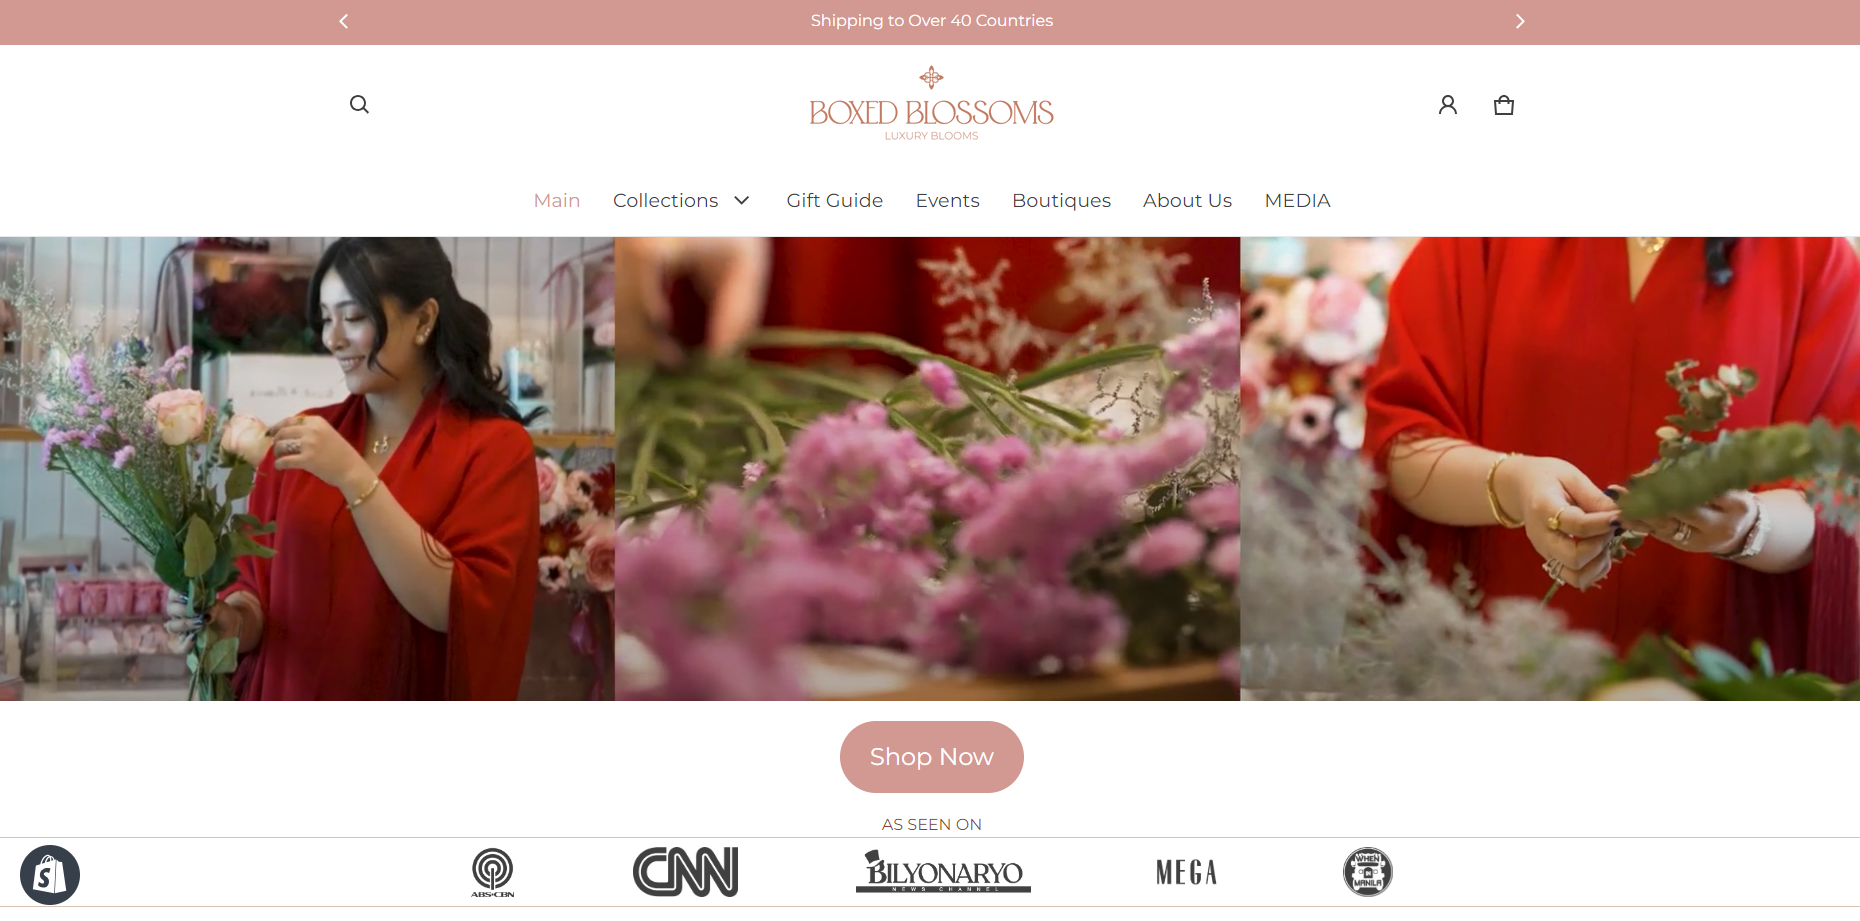 Shipping to Over 40 Countries
BOXED BLOSSOMS
LUXURY BLOOMS
Main Collections Gift Guide Events Boutiques About Us MEDIA
Shop Now
AS SEEN ON
ABS-CBN CNN BILYONARYO MEGA WHEN IN MANILA
NEWS CHANNEL